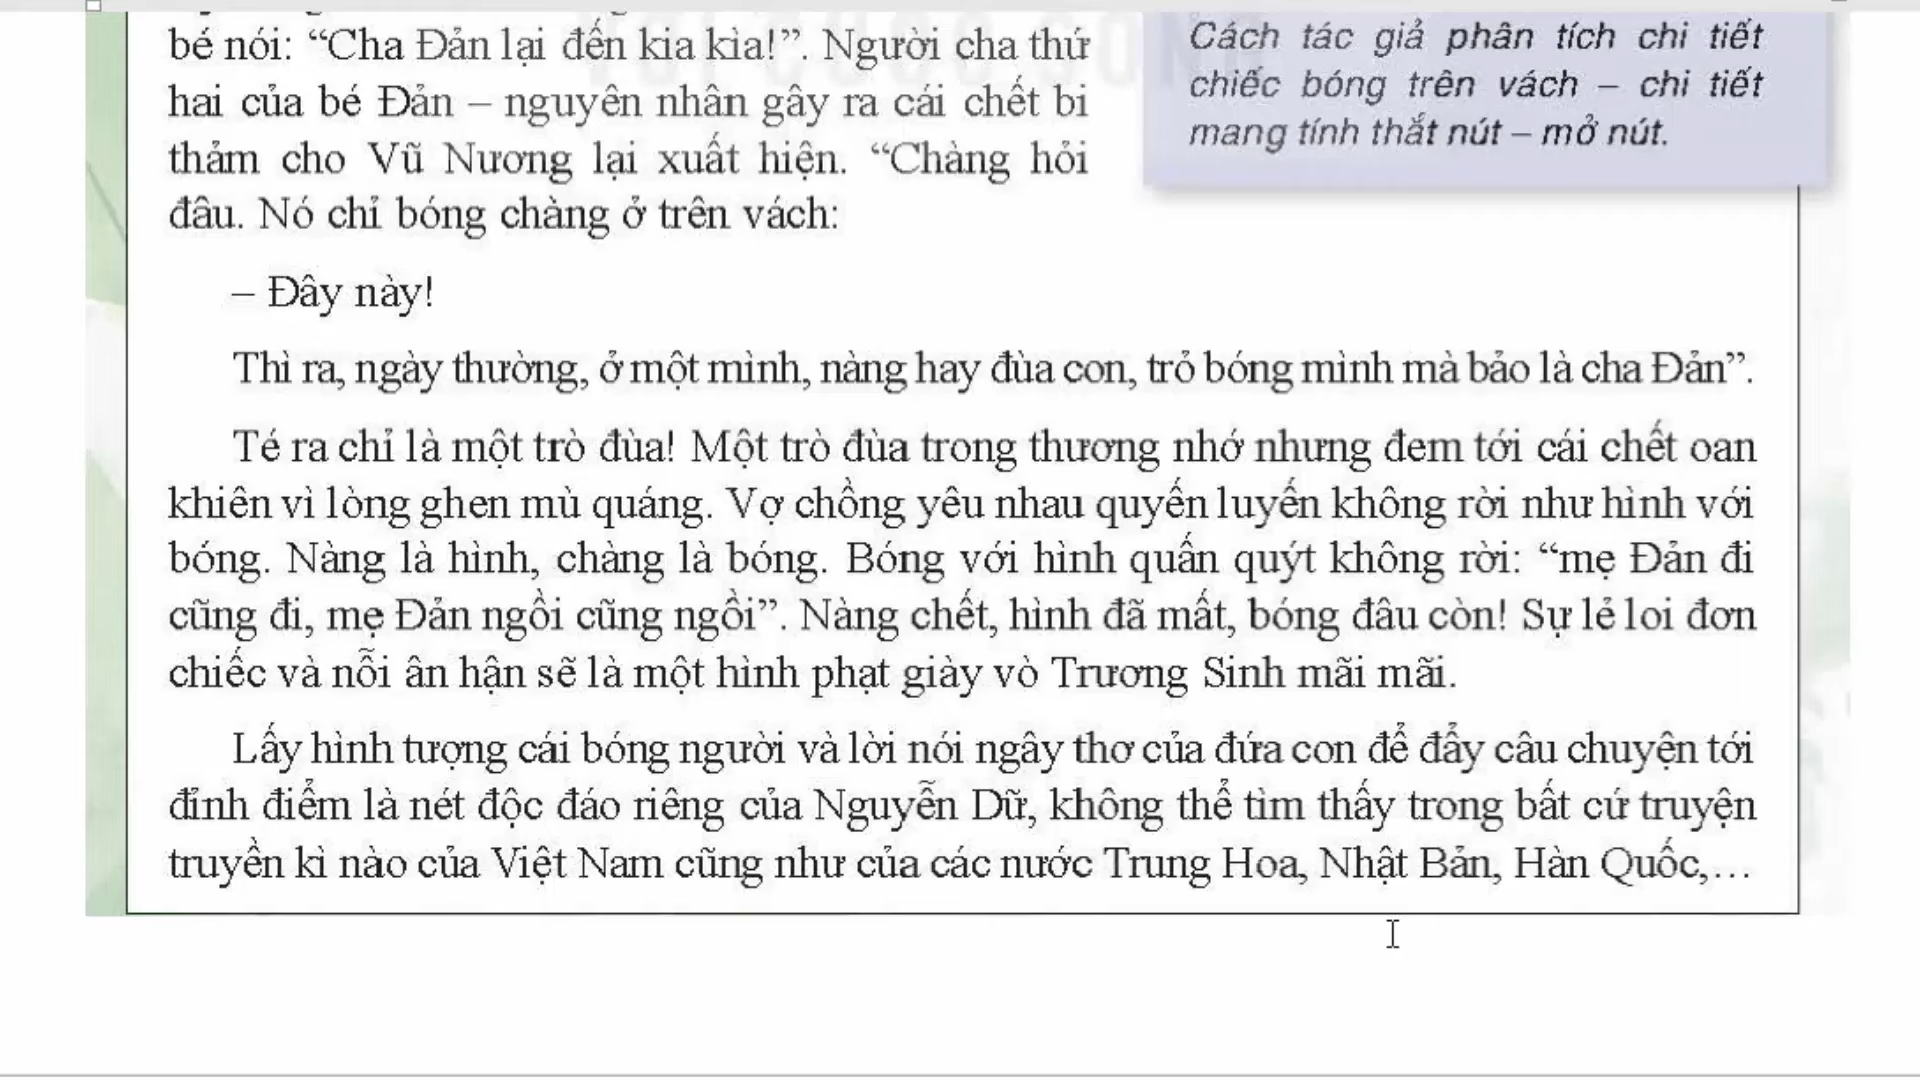 bé nói: “Cha Đản lại đến kia kìa!”. Người cha thứ
hai của bé Đản – nguyên nhân gây ra cái chết bi
thảm cho Vũ Nương lại xuất hiện. “Chàng hỏi
đâu. Nó chỉ bóng chàng ở trên vách:
Cách tác giả phân tích chi tiết
chiếc bóng trên vách – chi tiết
mang tính thắt nút – mở nút.
– Đây này!
Thì ra, ngày thường, ở một mình, nàng hay đùa con, trỏ bóng mình mà bảo là cha Đản”.
Té ra chỉ là một trò đùa! Một trò đùa trong thương nhớ nhưng đem tới cái chết oan
khiên vì lòng ghen mù quáng. Vợ chồng yêu nhau quyến luyến không rời như hình với
bóng. Nàng là hình, chàng là bóng. Bóng với hình quấn quýt không rời: “mẹ Đản đi
cũng đi, mẹ Đản ngồi cũng ngồi”. Nàng chết, hình đã mất, bóng đâu còn! Sự lẻ loi đơn
chiếc và nỗi ân hận sẽ là một hình phạt giày vò Trương Sinh mãi mãi.
Lấy hình tượng cái bóng người và lời nói ngây thơ của đứa con để đẩy câu chuyện tới
đỉnh điểm là nét độc đáo riêng của Nguyễn Dữ, không thể tìm thấy trong bất cứ truyện
truyền kì nào của Việt Nam cũng như của các nước Trung Hoa, Nhật Bản, Hàn Quốc,...